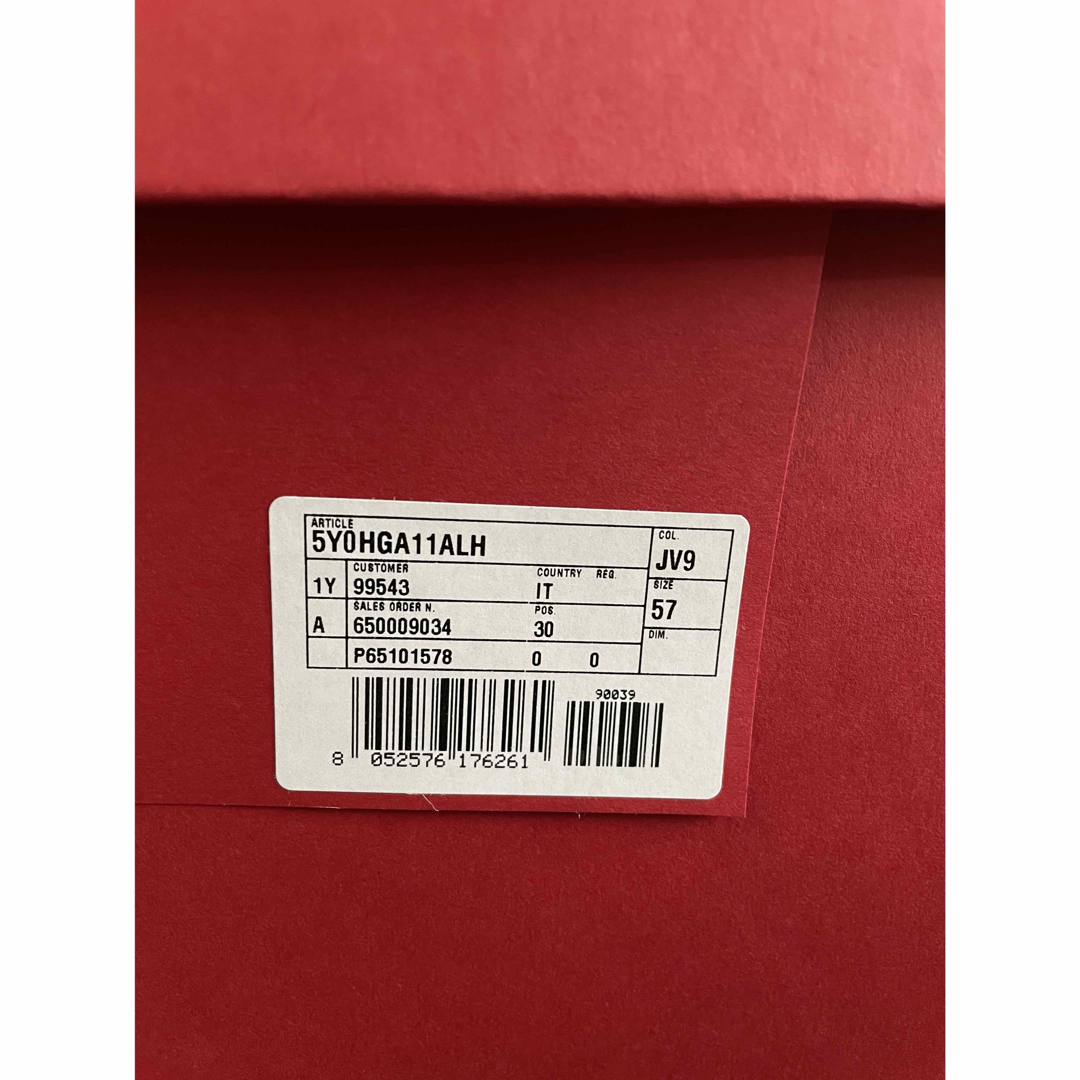 ARTICLE
5Y0HGA11ALH
COL.
JV9
CUSTOMER COUNTRY REG.
1Y 99543 IT
SIZE
57
SALES ORDER N. POS.
A 650009034 30
DIM.
P65101578 0 0
90039
8 052576 176261